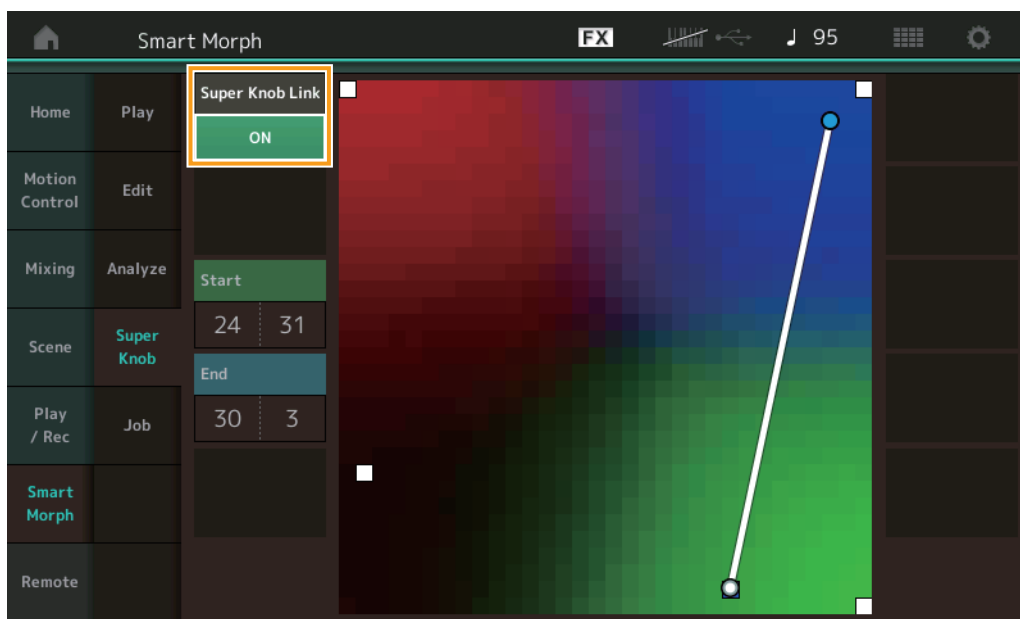 Smart Morph FX ♩ 95
Home
Motion
Control
Mixing
Scene
Play
/ Rec
Smart
Morph
Remote
Play
Edit
Analyze
Super
Knob
Job
Super Knob Link
ON
Start
24 31
End
30 3